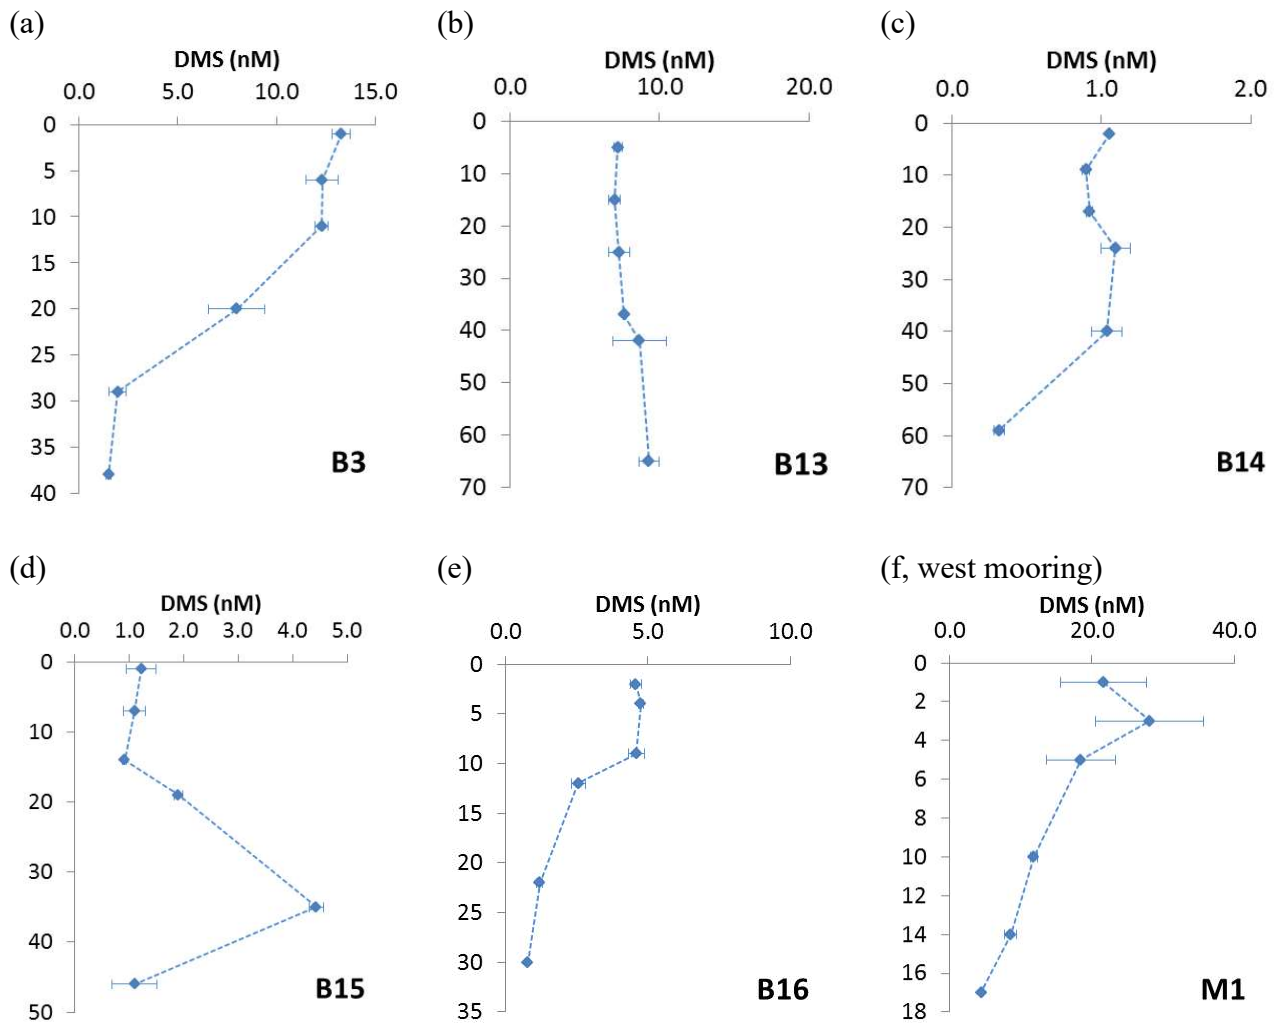 (a)
DMS (nM)
0.0 5.0 10.0 15.0
0
5
10
15
20
25
30
35
40
B3
(b)
DMS (nM)
0.0 10.0 20.0
0
10
20
30
40
50
60
70
B13
(c)
DMS (nM)
0.0 1.0 2.0
0
10
20
30
40
50
60
70
B14
(d)
DMS (nM)
0.0 1.0 2.0 3.0 4.0 5.0
0
10
20
30
40
50
B15
(e)
DMS (nM)
0.0 5.0 10.0
0
5
10
15
20
25
30
35
B16
(f, west mooring)
DMS (nM)
0.0 20.0 40.0
0
2
4
6
8
10
12
14
16
18
M1